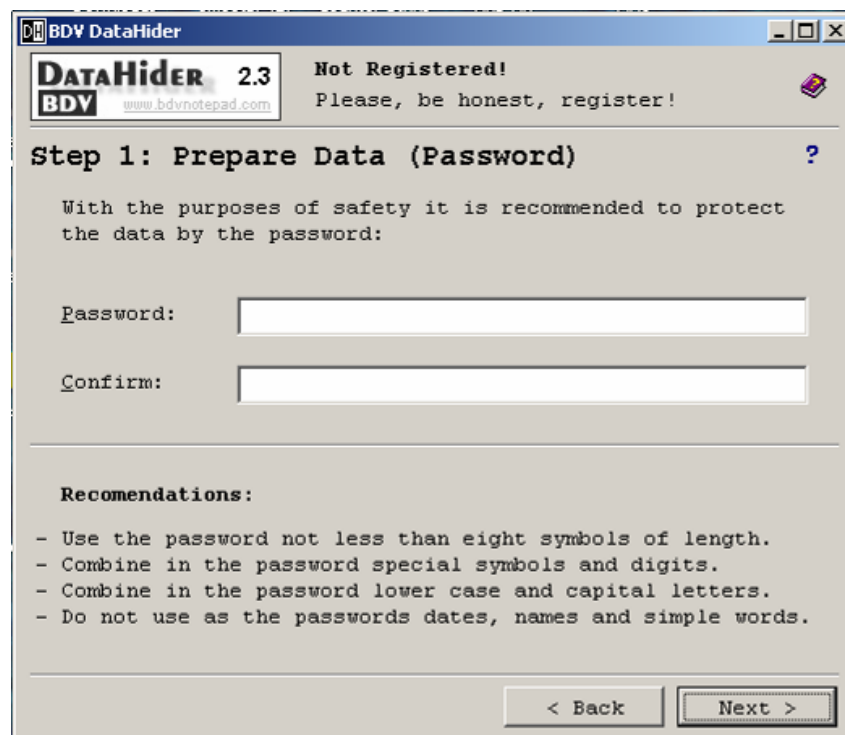 DH BDV DataHider
DATAHIDER 2.3
BDV www.bdvnotepad.com
Not Registered!
Please, be honest, register!
Step 1: Prepare Data (Password) ?
With the purposes of safety it is recommended to protect
the data by the password:
Password:
Confirm:
Recomendations:
- Use the password not less than eight symbols of length.
- Combine in the password special symbols and digits.
- Combine in the password lower case and capital letters.
- Do not use as the passwords dates, names and simple words.
< Back Next >